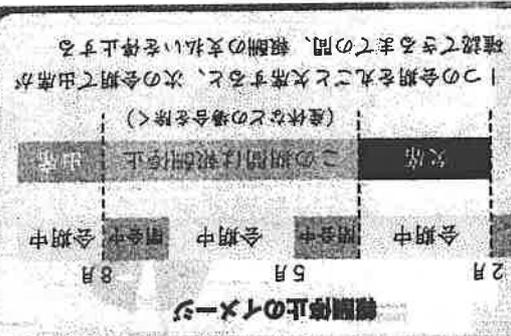 報酬停止のイメージ
2月 5月 8月
会期中 閉会中 会期中 閉会中 会期中
欠席 この期間は報酬停止 出席
(産休などの場合を除く)
1つの会期を丸ごと欠席すると、次の会期で出席が
確認できるまでの間、報酬の支払いを停止する